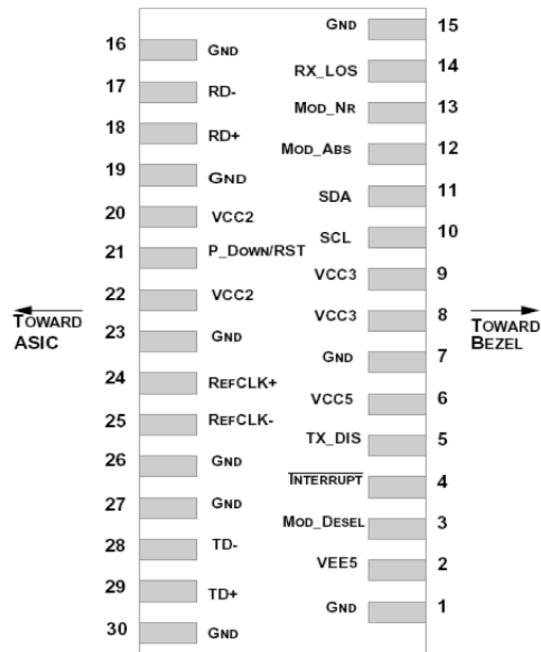 GND 15
16 GND
RX_LOS 14
17 RD-
MOD_NR 13
18 RD+
MOD_ABS 12
19 GND
SDA 11
20 VCC2
SCL 10
21 P_DOWN/RST
VCC3 9
22 VCC2
VCC3 8
TOWARD ASIC
TOWARD BEZEL
23 GND
GND 7
24 REFCLK+
VCC5 6
25 REFCLK-
TX_DIS 5
26 GND
INTERRUPT 4
27 GND
MOD_DESEL 3
28 TD-
VEE5 2
29 TD+
GND 1
30 GND